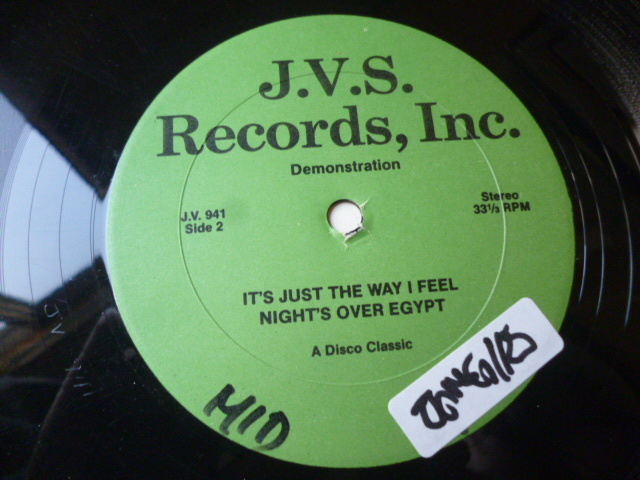 J.V.S.
Records, Inc.
Demonstration
J.V. 941
Side 2
Stereo
33⅓ RPM
IT'S JUST THE WAY I FEEL
NIGHT'S OVER EGYPT
A Disco Classic
MID